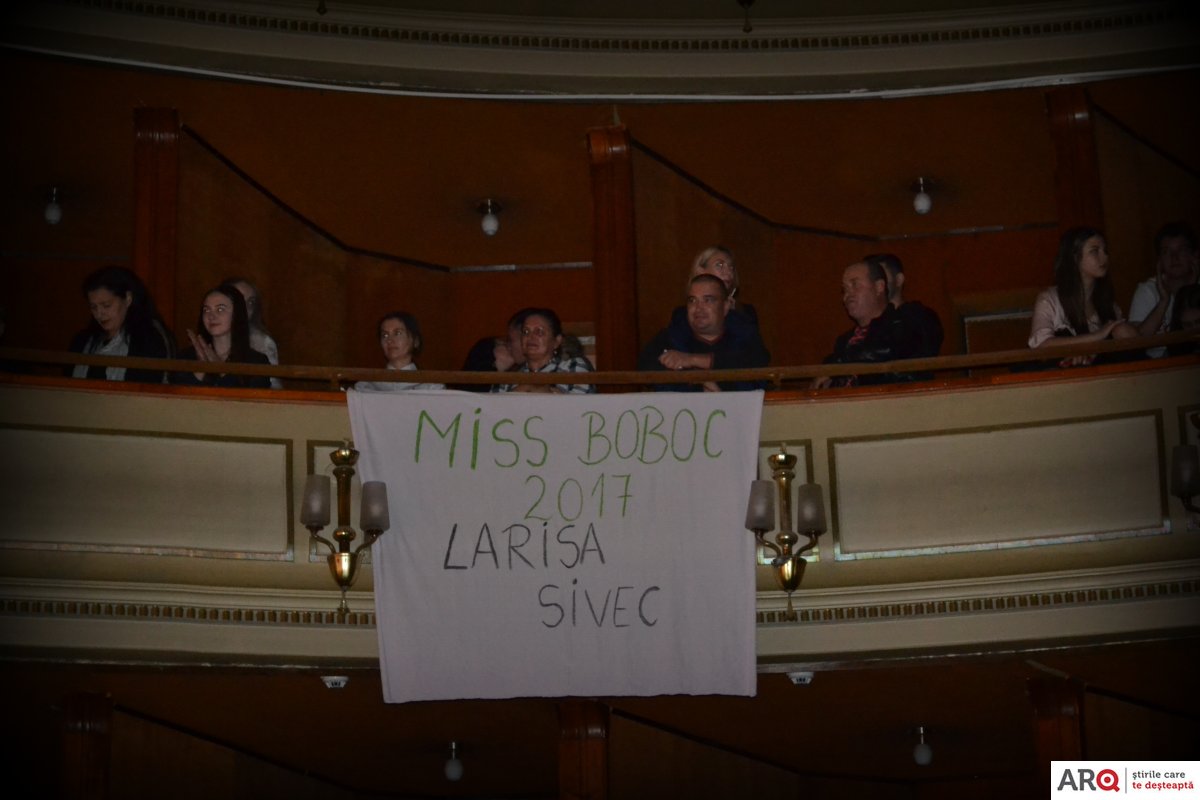 MiSS BOBOC
2017
LARiSA
SiVEC
ARQ
știrile care
te deșteaptă